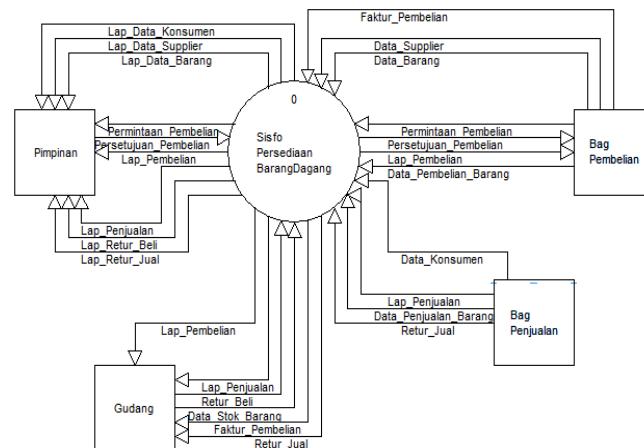 Faktur_Pembelian
Lap_Data_Konsumen
Lap_Data_Supplier
Lap_Data_Barang
Data_Supplier
Data_Barang
0
Sisfo
Persediaan
BarangDagang
Pimpinan
Permintaan_Pembelian
Persetujuan_Pembelian
Lap_Pembelian
Permintaan_Pembelian
Persetujuan_Pembelian
Lap_Pembelian
Data_Pembelian_Barang
Bag
Pembelian
Lap_Penjualan
Lap_Retur_Beli
Lap_Retur_Jual
Data_Konsumen
Lap_Penjualan
Data_Penjualan_Barang
Retur_Jual
Bag
Penjualan
Lap_Pembelian
Gudang
Lap_Penjualan
Retur_Beli
Data_Stok_Barang
Faktur_Pembelian
Retur_Jual